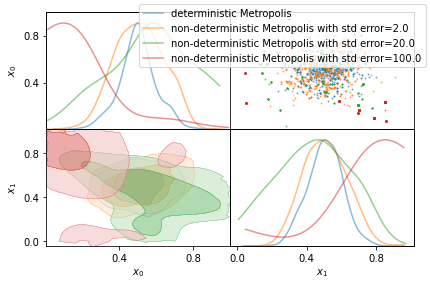 deterministic Metropolis
non-deterministic Metropolis with std error=2.0
non-deterministic Metropolis with std error=20.0
non-deterministic Metropolis with std error=100.0
0.8
0.4
x₀
0.8
0.4
0.0
x₁
0.4 0.8
x₀
0.0 0.4 0.8
x₁